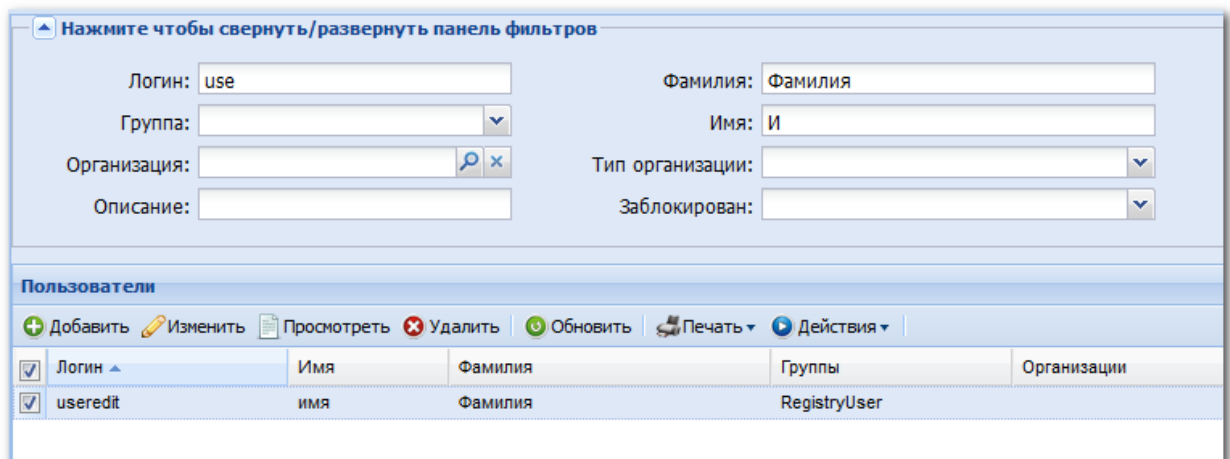 Нажмите чтобы свернуть/развернуть панель фильтров
Логин: use Фамилия: Фамилия
Группа: Имя: И
Организация: Тип организации:
Описание: Заблокирован:
Пользователи
Добавить Изменить Просмотреть Удалить Обновить Печать Действия
Логин Имя Фамилия Группы Организации
useredit имя Фамилия RegistryUser